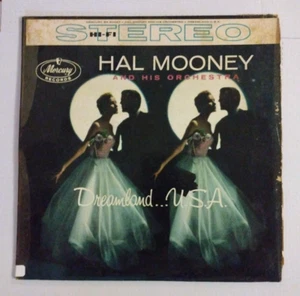 STEREO
HI-FI
HAL MOONEY
AND HIS ORCHESTRA
Mercury
RECORDS
Dreamland...U.S.A.